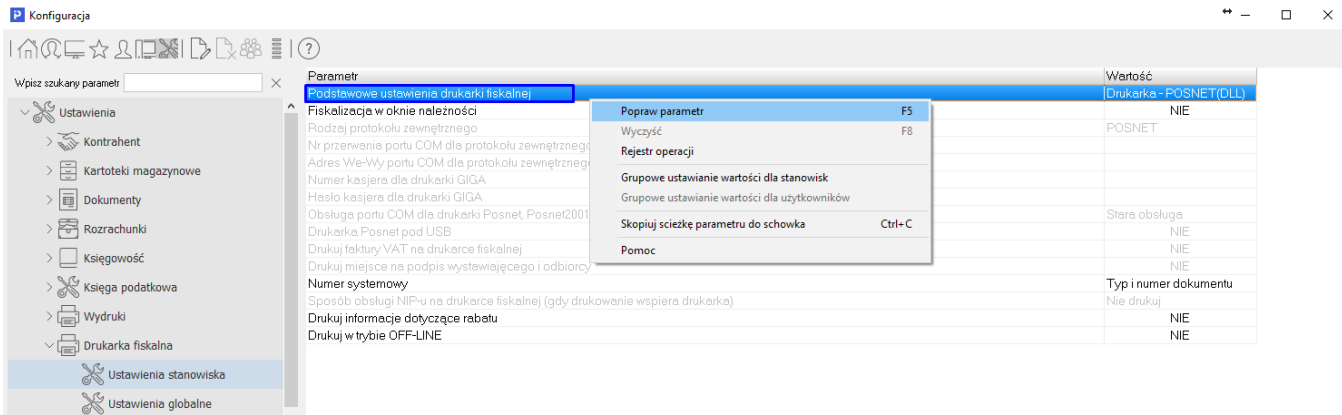 Konfiguracja
Wpisz szukany parametr
Ustawienia
Kontrahent
Kartoteki magazynowe
Dokumenty
Rozrachunki
Księgowość
Księga podatkowa
Wydruki
Drukarka fiskalna
Ustawienia stanowiska
Ustawienia globalne
Parametr Wartość
Podstawowe ustawienia drukarki fiskalnej Drukarka - POSNET(DLL)
Fiskalizacja w oknie należności NIE
Rodzaj protokołu zewnętrznego POSNET
Nr przerwania portu COM dla protokołu zewnętrznego
Adres We-Wy portu COM dla protokołu zewnętrzneg
Numer kasjera dla drukarki GIGA
Hasło kasjera dla drukarki GIGA
Obsługa portu COM dla drukarki Posnet, Posnet2001 Stara obsługa
Drukarka Posnet pod USB NIE
Drukuj faktury VAT na drukarce fiskalnej NIE
Drukuj miejsce na podpis wystawiającego i odbiorcy NIE
Numer systemowy Typ i numer dokumentu
Sposób obsługi NIP-u na drukarce fiskalnej (gdy drukowanie wspiera drukarka) Nie drukuj
Drukuj informacje dotyczące rabatu NIE
Drukuj w trybie OFF-LINE NIE
Popraw parametr F5
Wyczyść F8
Rejestr operacji
Grupowe ustawianie wartości dla stanowisk
Grupowe ustawianie wartości dla użytkowników
Skopiuj scieżkę parametru do schowka Ctrl+C
Pomoc